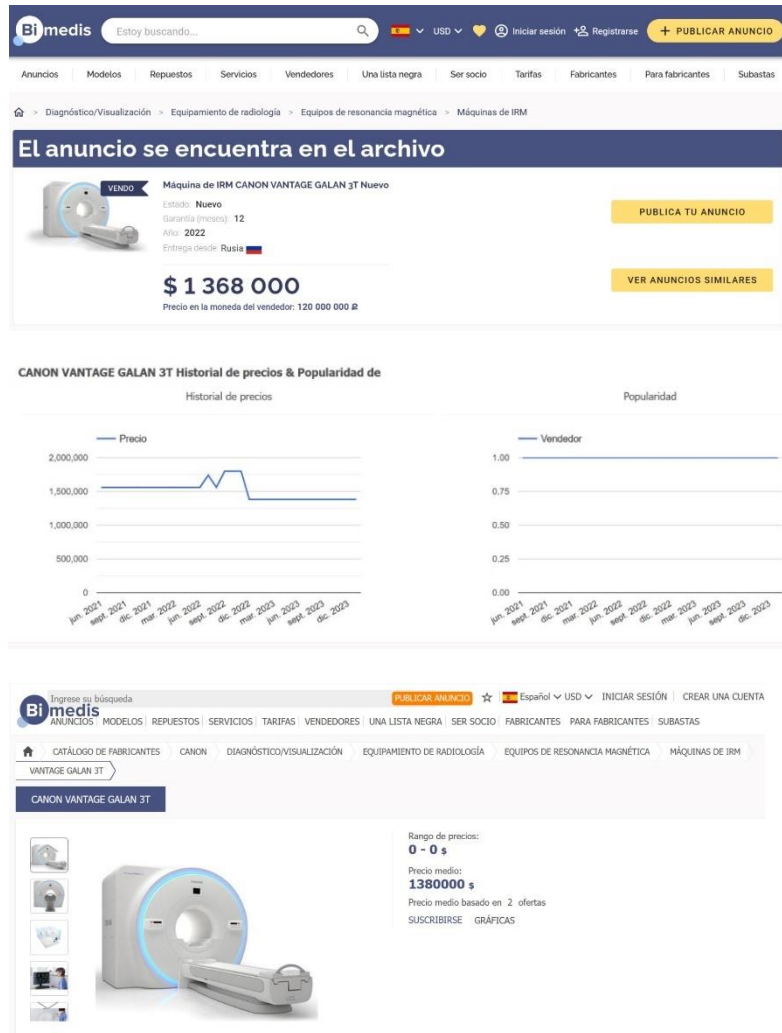 Bimedis
Estoy buscando...
USD
Iniciar sesión
Registrarse
+ PUBLICAR ANUNCIO
Anuncios Modelos Repuestos Servicios Vendedores Una lista negra Ser socio Tarifas Fabricantes Para fabricantes Subastas
> Diagnóstico/Visualización > Equipamiento de radiología > Equipos de resonancia magnética > Máquinas de IRM
El anuncio se encuentra en el archivo
VENDO
Máquina de IRM CANON VANTAGE GALAN 3T Nuevo
Estado: Nuevo
Garantía (meses): 12
Año: 2022
Entrega desde: Rusia
$ 1 368 000
Precio en la moneda del vendedor: 120 000 000 ₽
PUBLICA TU ANUNCIO
VER ANUNCIOS SIMILARES
CANON VANTAGE GALAN 3T Historial de precios & Popularidad de
Historial de precios
Precio
2,000,000
1,500,000
1,000,000
500,000
0
jun. 2021 sept. 2021 dic. 2021 mar. 2022 jun. 2022 sept. 2022 dic. 2022 mar. 2023 jun. 2023 sept. 2023 dic. 2023
Popularidad
Vendedor
1.00
0.75
0.50
0.25
0.00
jun. 2021 sept. 2021 dic. 2021 mar. 2022 jun. 2022 sept. 2022 dic. 2022 mar. 2023 jun. 2023 sept. 2023 dic. 2023
Bimedis
Ingrese su búsqueda
PUBLICAR ANUNCIO
Español USD INICIAR SESIÓN CREAR UNA CUENTA
ANUNCIOS MODELOS REPUESTOS SERVICIOS TARIFAS VENDEDORES UNA LISTA NEGRA SER SOCIO FABRICANTES PARA FABRICANTES SUBASTAS
CATÁLOGO DE FABRICANTES CANON DIAGNÓSTICO/VISUALIZACIÓN EQUIPAMIENTO DE RADIOLOGÍA EQUIPOS DE RESONANCIA MAGNÉTICA MÁQUINAS DE IRM
VANTAGE GALAN 3T
CANON VANTAGE GALAN 3T
Rango de precios:
0 - 0 $
Precio medio:
1380000 $
Precio medio basado en 2 ofertas
SUSCRIBIRSE GRÁFICAS